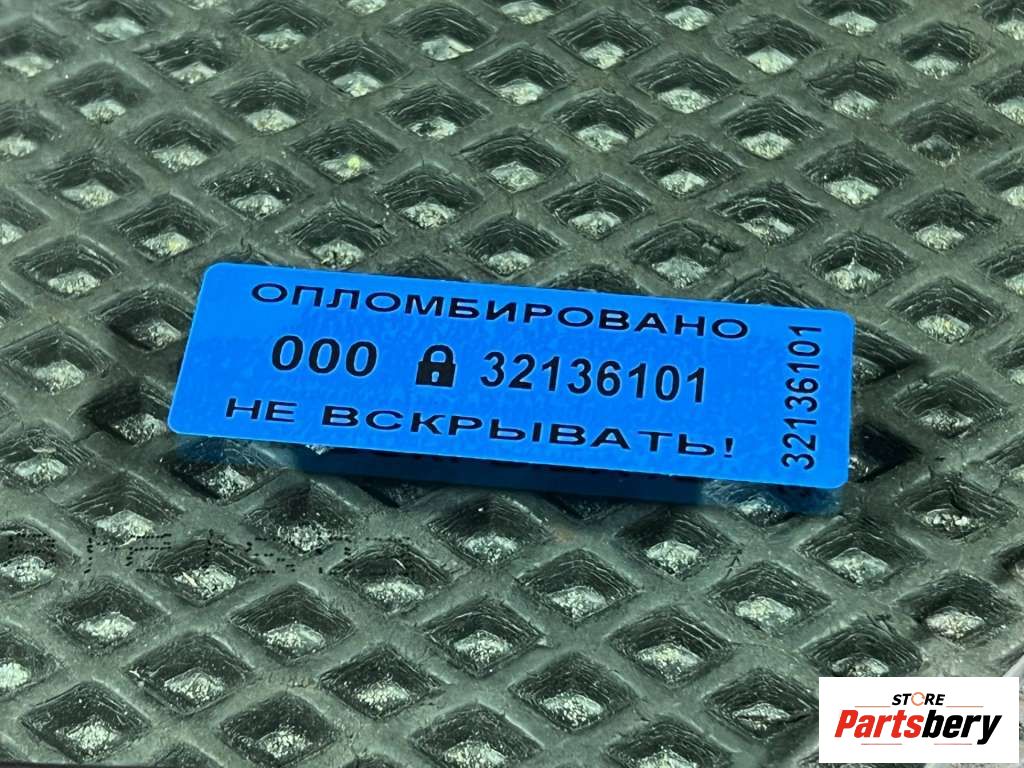 ОПЛОМБИРОВАНО
000 32136101
НЕ ВСКРЫВАТЬ!
32136101
STORE
Partsbery